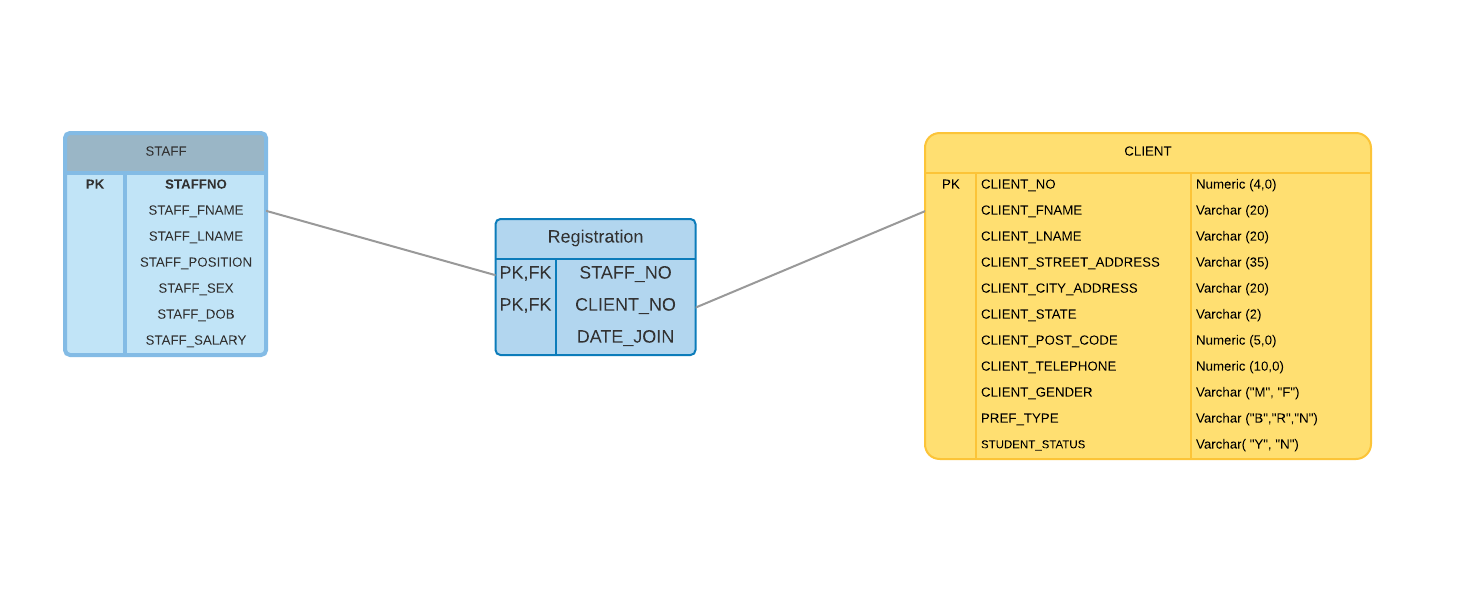 STAFF
PK STAFFNO
STAFF_FNAME
STAFF_LNAME
STAFF_POSITION
STAFF_SEX
STAFF_DOB
STAFF_SALARY
Registration
PK,FK STAFF_NO
PK,FK CLIENT_NO
DATE_JOIN
CLIENT
PK CLIENT_NO Numeric (4,0)
CLIENT_FNAME Varchar (20)
CLIENT_LNAME Varchar (20)
CLIENT_STREET_ADDRESS Varchar (35)
CLIENT_CITY_ADDRESS Varchar (20)
CLIENT_STATE Varchar (2)
CLIENT_POST_CODE Numeric (5,0)
CLIENT_TELEPHONE Numeric (10,0)
CLIENT_GENDER Varchar ("M", "F")
PREF_TYPE Varchar ("B","R","N")
STUDENT_STATUS Varchar( "Y", "N")